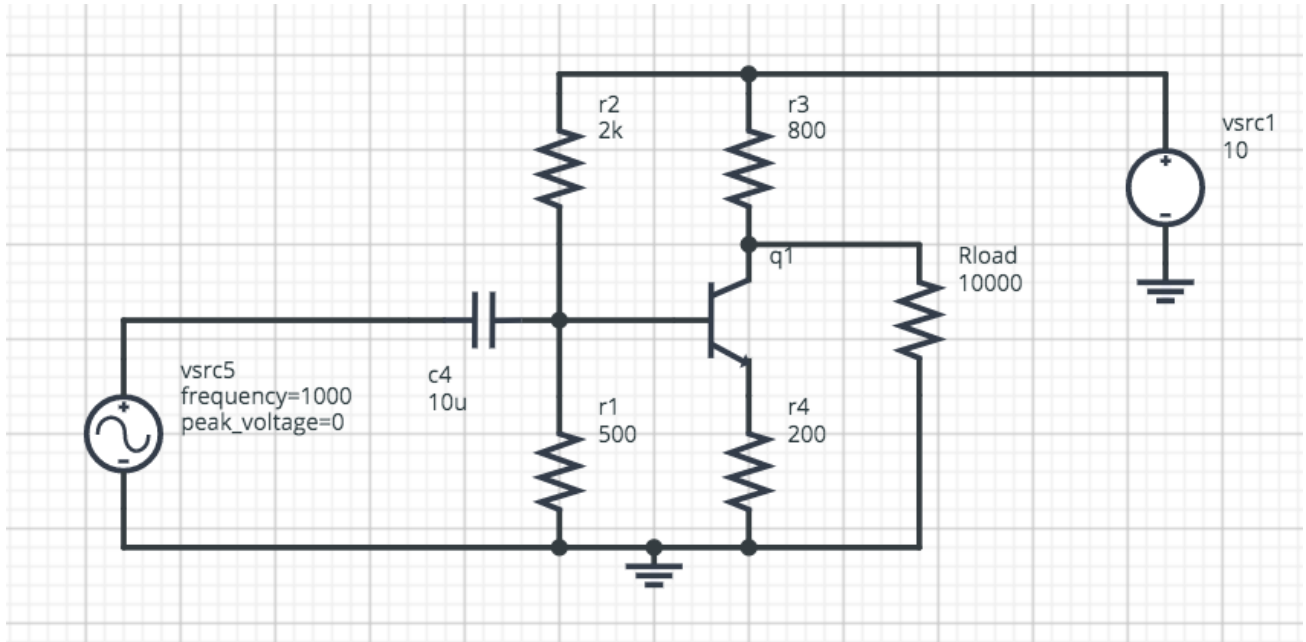 r2
2k
r3
800
vsrc1
10
q1
Rload
10000
vsrc5
frequency=1000
peak_voltage=0
c4
10u
r1
500
r4
200